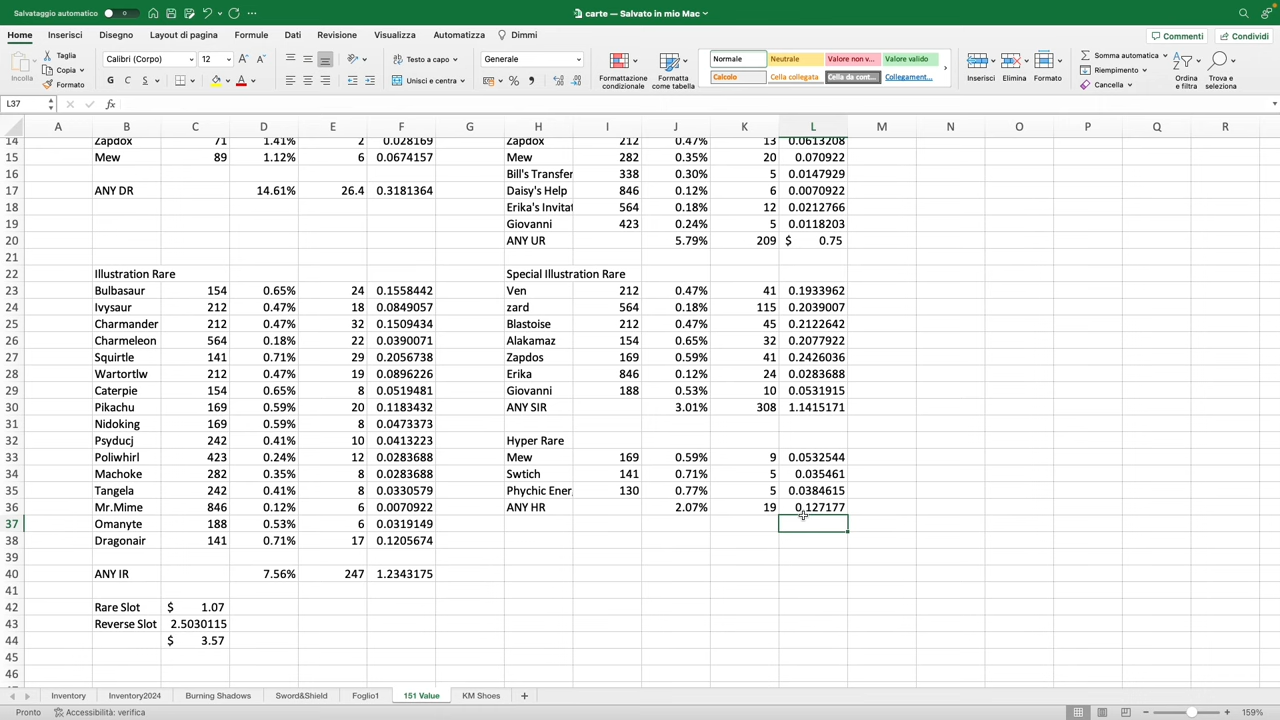 Salvataggio automatico
carte — Salvato in mio Mac
Home Inserisci Disegno Layout di pagina Formule Dati Revisione Visualizza Automatizza Dimmi
Commenti Condividi
Incolla
Taglia
Copia
Formato
Calibri (Corpo) 12
G C S
Testo a capo
Unisci e centra
Generale
Formattazione condizionale
Formatta come tabella
Normale Neutrale Valore non v... Valore valido
Calcolo Cella collegata Cella da cont... Collegament...
Inserisci Elimina Formato
Somma automatica
Riempimento
Cancella
Ordina e filtra
Trova e seleziona
L37 fx
A B C D E F G H I J K L M N O P Q R
14 Zapdox 71 1.41% 2 0.028169 Zapdox 212 0.47% 13 0.0613208
15 Mew 89 1.12% 6 0.0674157 Mew 282 0.35% 20 0.070922
16 Bill's Transfer 338 0.30% 5 0.0147929
17 ANY DR 14.61% 26.4 0.3181364 Daisy's Help 846 0.12% 6 0.0070922
18 Erika's Invitat 564 0.18% 12 0.0212766
19 Giovanni 423 0.24% 5 0.0118203
20 ANY UR 5.79% 209 $ 0.75
21
22 Illustration Rare Special Illustration Rare
23 Bulbasaur 154 0.65% 24 0.1558442 Ven 212 0.47% 41 0.1933962
24 Ivysaur 212 0.47% 18 0.0849057 zard 564 0.18% 115 0.2039007
25 Charmander 212 0.47% 32 0.1509434 Blastoise 212 0.47% 45 0.2122642
26 Charmeleon 564 0.18% 22 0.0390071 Alakamaz 154 0.65% 32 0.2077922
27 Squirtle 141 0.71% 29 0.2056738 Zapdos 169 0.59% 41 0.2426036
28 Wartortlw 212 0.47% 19 0.0896226 Erika 846 0.12% 24 0.0283688
29 Caterpie 154 0.65% 8 0.0519481 Giovanni 188 0.53% 10 0.0531915
30 Pikachu 169 0.59% 20 0.1183432 ANY SIR 3.01% 308 1.1415171
31 Nidoking 169 0.59% 8 0.0473373
32 Psyducj 242 0.41% 10 0.0413223 Hyper Rare
33 Poliwhirl 423 0.24% 12 0.0283688 Mew 169 0.59% 9 0.0532544
34 Machoke 282 0.35% 8 0.0283688 Swtich 141 0.71% 5 0.035461
35 Tangela 242 0.41% 8 0.0330579 Phychic Ener 130 0.77% 5 0.0384615
36 Mr.Mime 846 0.12% 6 0.0070922 ANY HR 2.07% 19 0.127177
37 Omanyte 188 0.53% 6 0.0319149
38 Dragonair 141 0.71% 17 0.1205674
39
40 ANY IR 7.56% 247 1.2343175
41
42 Rare Slot $ 1.07
43 Reverse Slot 2.5030115
44 $ 3.57
45
46
Inventory Inventory2024 Burning Shadows Sword&Shield Foglio1 151 Value KM Shoes
Pronto Accessibilità: verifica 159%